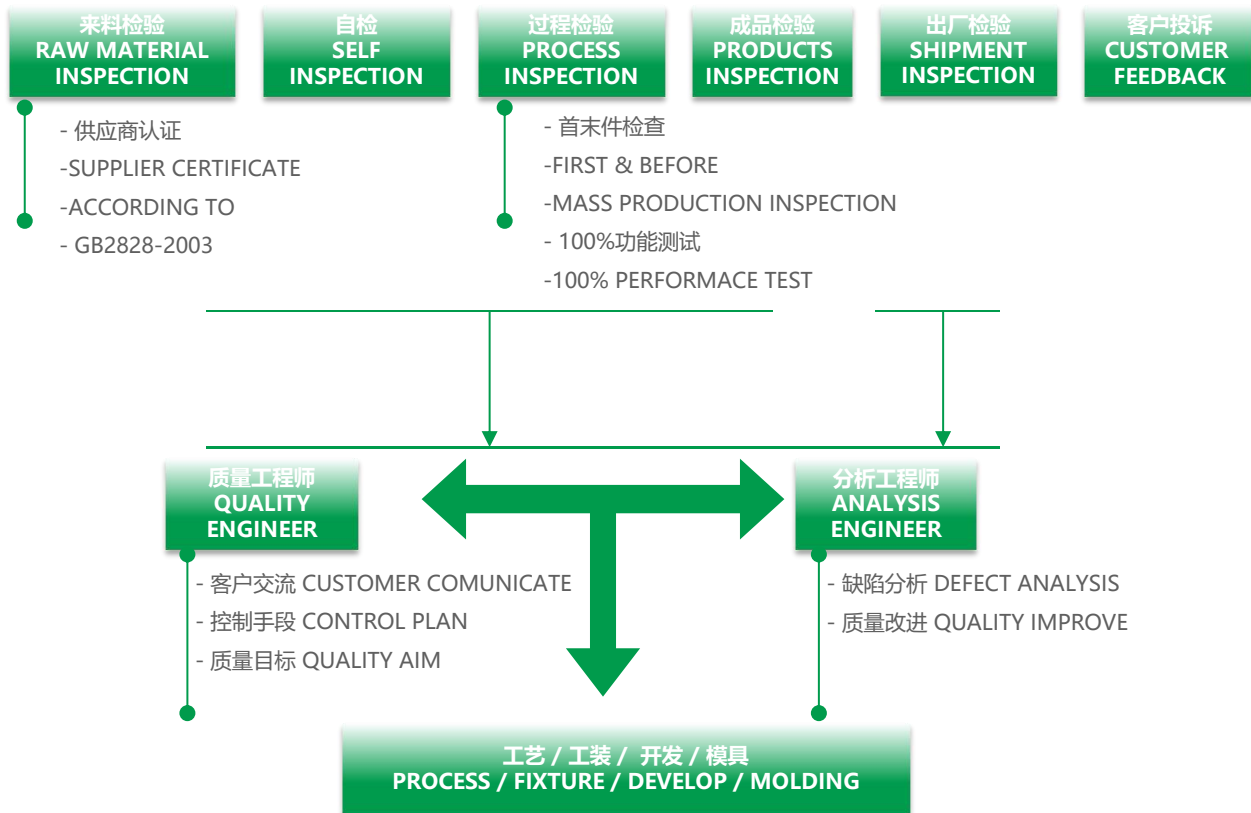 来料检验
RAW MATERIAL
INSPECTION
自检
SELF
INSPECTION
过程检验
PROCESS
INSPECTION
成品检验
PRODUCTS
INSPECTION
出厂检验
SHIPMENT
INSPECTION
客户投诉
CUSTOMER
FEEDBACK
- 供应商认证
-SUPPLIER CERTIFICATE
-ACCORDING TO
- GB2828-2003
- 首末件检查
-FIRST & BEFORE
-MASS PRODUCTION INSPECTION
- 100%功能测试
-100% PERFORMACE TEST
质量工程师
QUALITY
ENGINEER
分析工程师
ANALYSIS
ENGINEER
- 客户交流 CUSTOMER COMUNICATE
- 控制手段 CONTROL PLAN
- 质量目标 QUALITY AIM
- 缺陷分析 DEFECT ANALYSIS
- 质量改进 QUALITY IMPROVE
工艺 / 工装 / 开发 / 模具
PROCESS / FIXTURE / DEVELOP / MOLDING